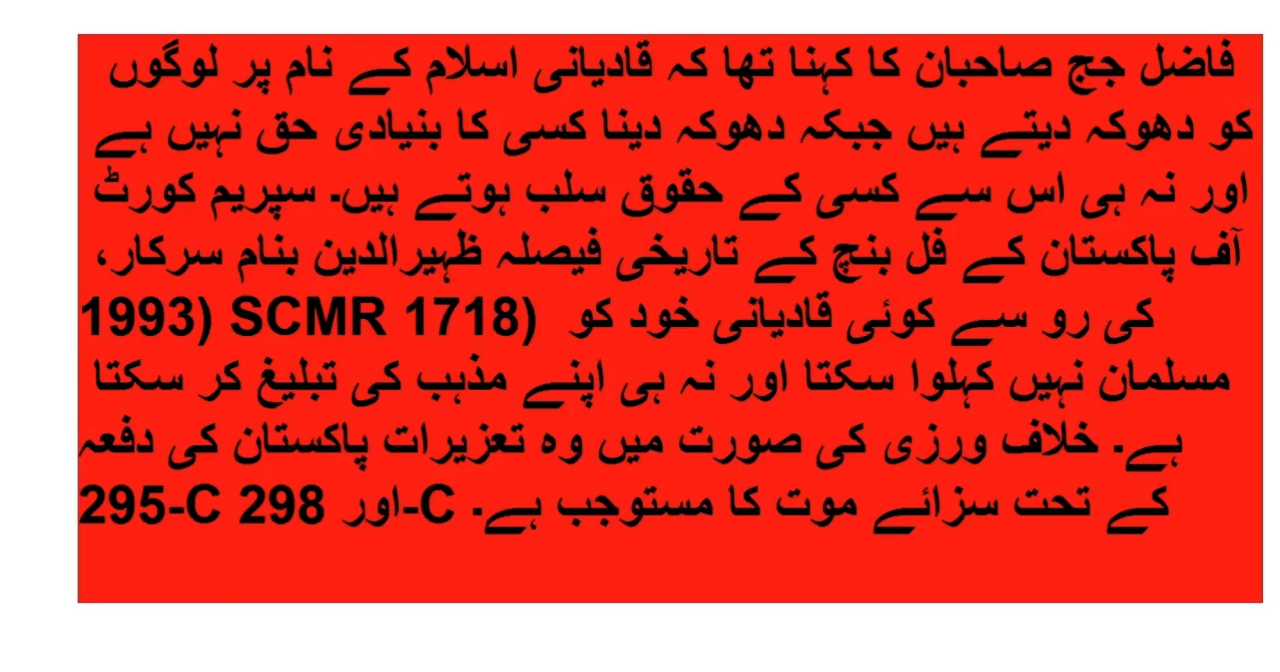 فاضل جج صاحبان کا کہنا تھا کہ قادیانی اسلام کے نام پر لوگوں
کو دھوکہ دیتے ہیں جبکہ دھوکہ دینا کسی کا بنیادی حق نہیں ہے
اور نہ ہی اس سے کسی کے حقوق سلب ہوتے ہیں۔ سپریم کورٹ
آف پاکستان کے فل بنچ کے تاریخی فیصلہ ظہیرالدین بنام سرکار،
1993) SCMR 1718) کی رو سے کوئی قادیانی خود کو
مسلمان نہیں کہلوا سکتا اور نہ ہی اپنے مذہب کی تبلیغ کر سکتا
ہے۔ خلاف ورزی کی صورت میں وہ تعزیرات پاکستان کی دفعہ
295-C اور 298-C کے تحت سزائے موت کا مستوجب ہے۔